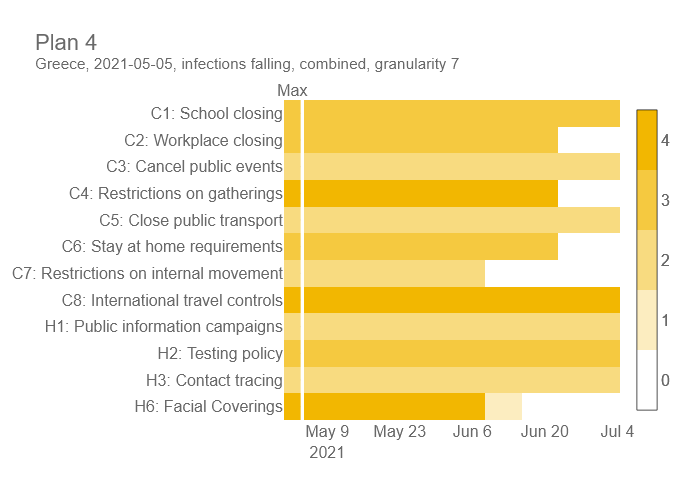 Plan 4
Greece, 2021-05-05, infections falling, combined, granularity 7
Max
C1: School closing
C2: Workplace closing
C3: Cancel public events
C4: Restrictions on gatherings
C5: Close public transport
C6: Stay at home requirements
C7: Restrictions on internal movement
C8: International travel controls
H1: Public information campaigns
H2: Testing policy
H3: Contact tracing
H6: Facial Coverings
May 9 May 23 Jun 6 Jun 20 Jul 4
2021
4
3
2
1
0